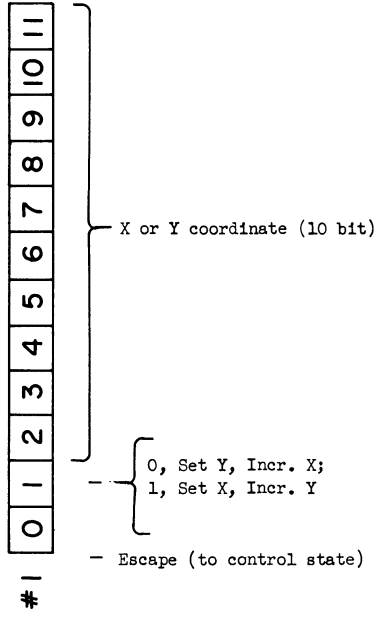 #1 0 1 2 3 4 5 6 7 8 9 10 11
X or Y coordinate (10 bit)
0, Set Y, Incr. X;
1, Set X, Incr. Y
— Escape (to control state)